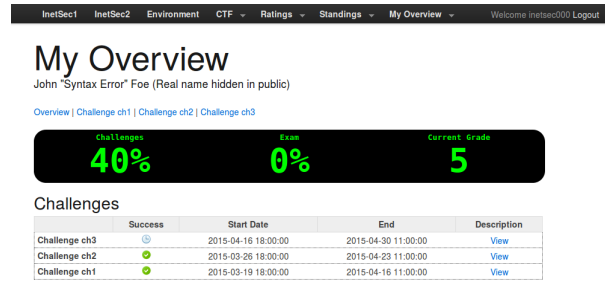 InetSec1 InetSec2 Environment CTF Ratings Standings My Overview Welcome inetsec000 Logout
My Overview
John "Syntax Error" Foe (Real name hidden in public)
Overview | Challenge ch1 | Challenge ch2 | Challenge ch3
Challenges Exam Current Grade
40% 0% 5
Challenges
Success Start Date End Description
Challenge ch3 2015-04-16 18:00:00 2015-04-30 11:00:00 View
Challenge ch2 2015-03-26 18:00:00 2015-04-23 11:00:00 View
Challenge ch1 2015-03-19 18:00:00 2015-04-16 11:00:00 View